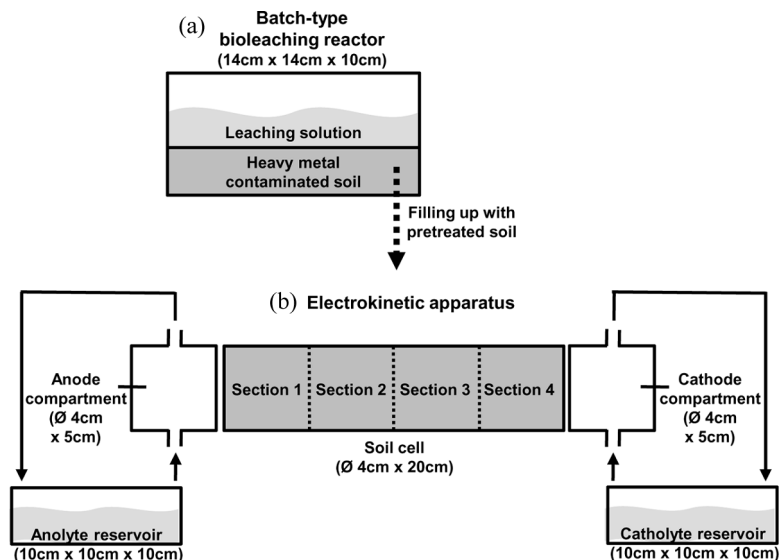 (a)
Batch-type
bioleaching reactor
(14cm x 14cm x 10cm)
Leaching solution
Heavy metal
contaminated soil
Filling up with
pretreated soil
(b) Electrokinetic apparatus
Anode
compartment
(Ø 4cm
x 5cm)
Section 1
Section 2
Section 3
Section 4
Cathode
compartment
(Ø 4cm
x 5cm)
Soil cell
(Ø 4cm x 20cm)
Anolyte reservoir
(10cm x 10cm x 10cm)
Catholyte reservoir
(10cm x 10cm x 10cm)